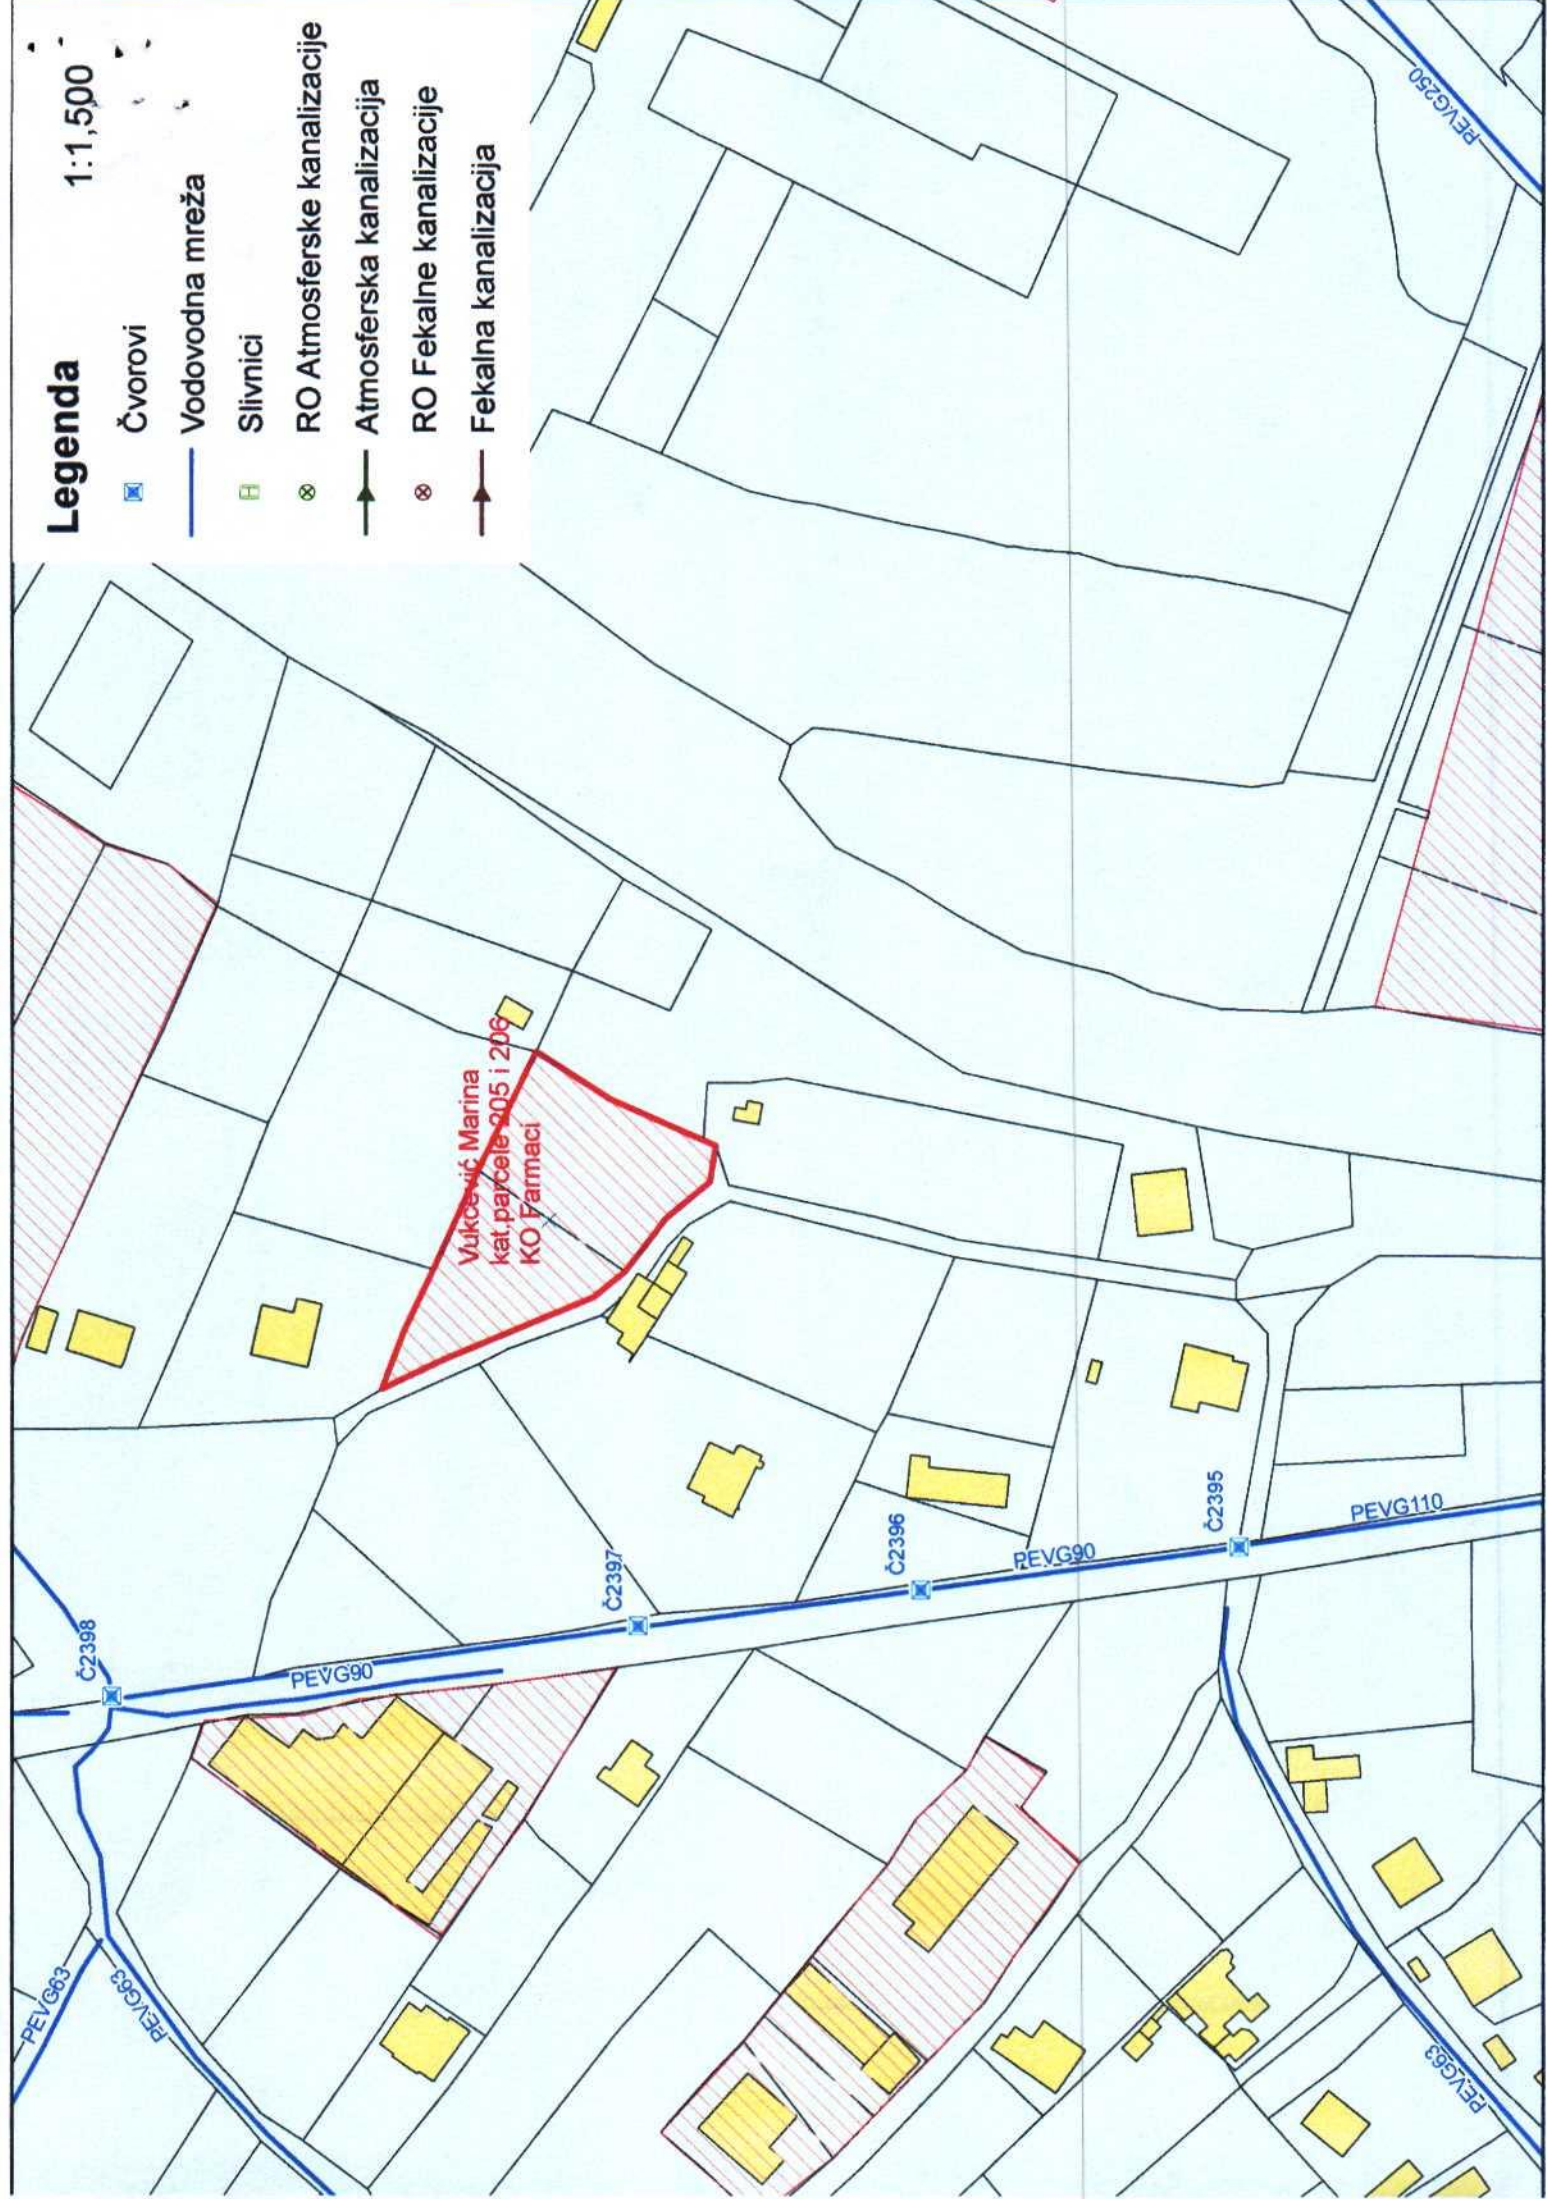 Legenda
1:1,500
Čvorovi
Vodovodna mreža
Slivnici
RO Atmosferske kanalizacije
Atmosferska kanalizacija
RO Fekalne kanalizacije
Fekalna kanalizacija
PEVG250
Vukčević Marina
kat.parcele 205 i 206
KO Farmaci
Č2398
PEVG90
Č2397
Č2396
PEVG90
Č2395
PEVG110
PEVG63
PEVG63
PEVG63